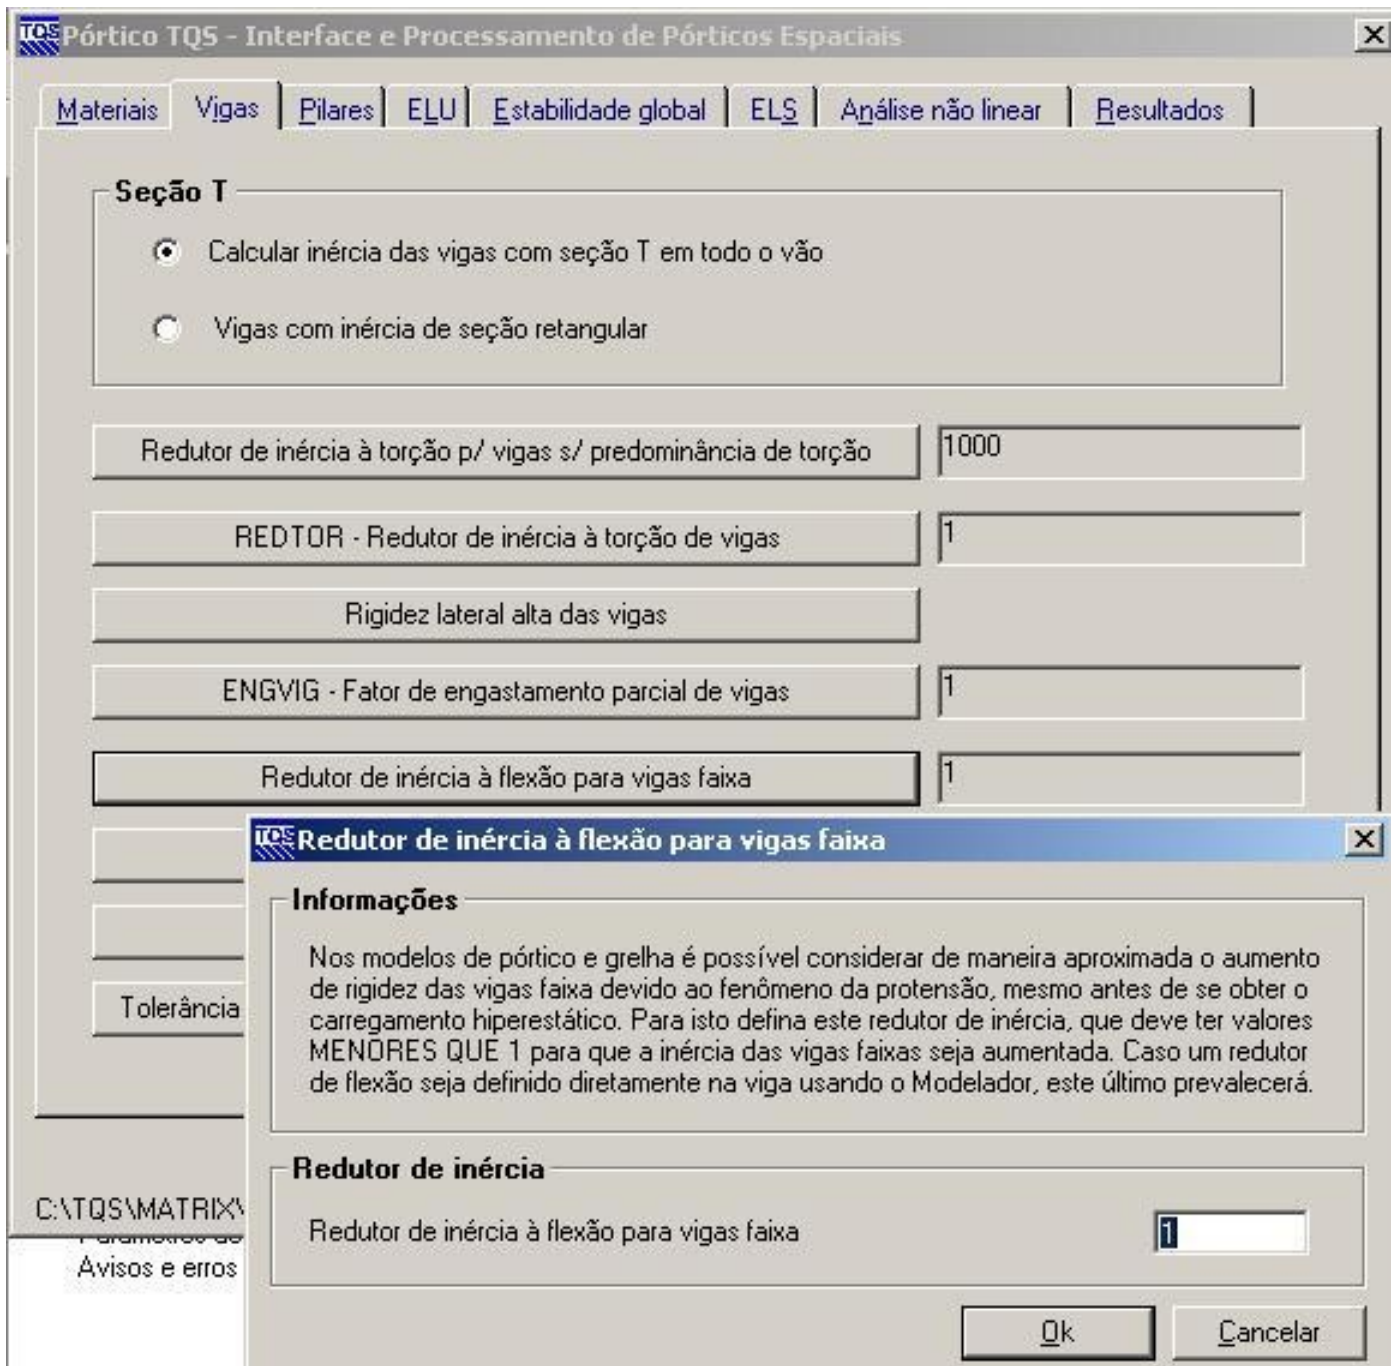 TQS Pórtico TQS - Interface e Processamento de Pórticos Espaciais
Materiais Vigas Pilares ELU Estabilidade global ELS Análise não linear Resultados
Seção T
Calcular inércia das vigas com seção T em todo o vão
Vigas com inércia de seção retangular
Redutor de inércia à torção p/ vigas s/ predominância de torção 1000
REDTOR - Redutor de inércia à torção de vigas 1
Rigidez lateral alta das vigas
ENGVIG - Fator de engastamento parcial de vigas 1
Redutor de inércia à flexão para vigas faixa 1
TQS Redutor de inércia à flexão para vigas faixa
Informações
Nos modelos de pórtico e grelha é possível considerar de maneira aproximada o aumento
de rigidez das vigas faixa devido ao fenômeno da protensão, mesmo antes de se obter o
carregamento hiperestático. Para isto defina este redutor de inércia, que deve ter valores
MENORES QUE 1 para que a inércia das vigas faixas seja aumentada. Caso um redutor
de flexão seja definido diretamente na viga usando o Modelador, este último prevalecerá.
Tolerância
Redutor de inércia
Redutor de inércia à flexão para vigas faixa 1
C:\TQS\MATRIX\
Avisos e erros
Ok Cancelar